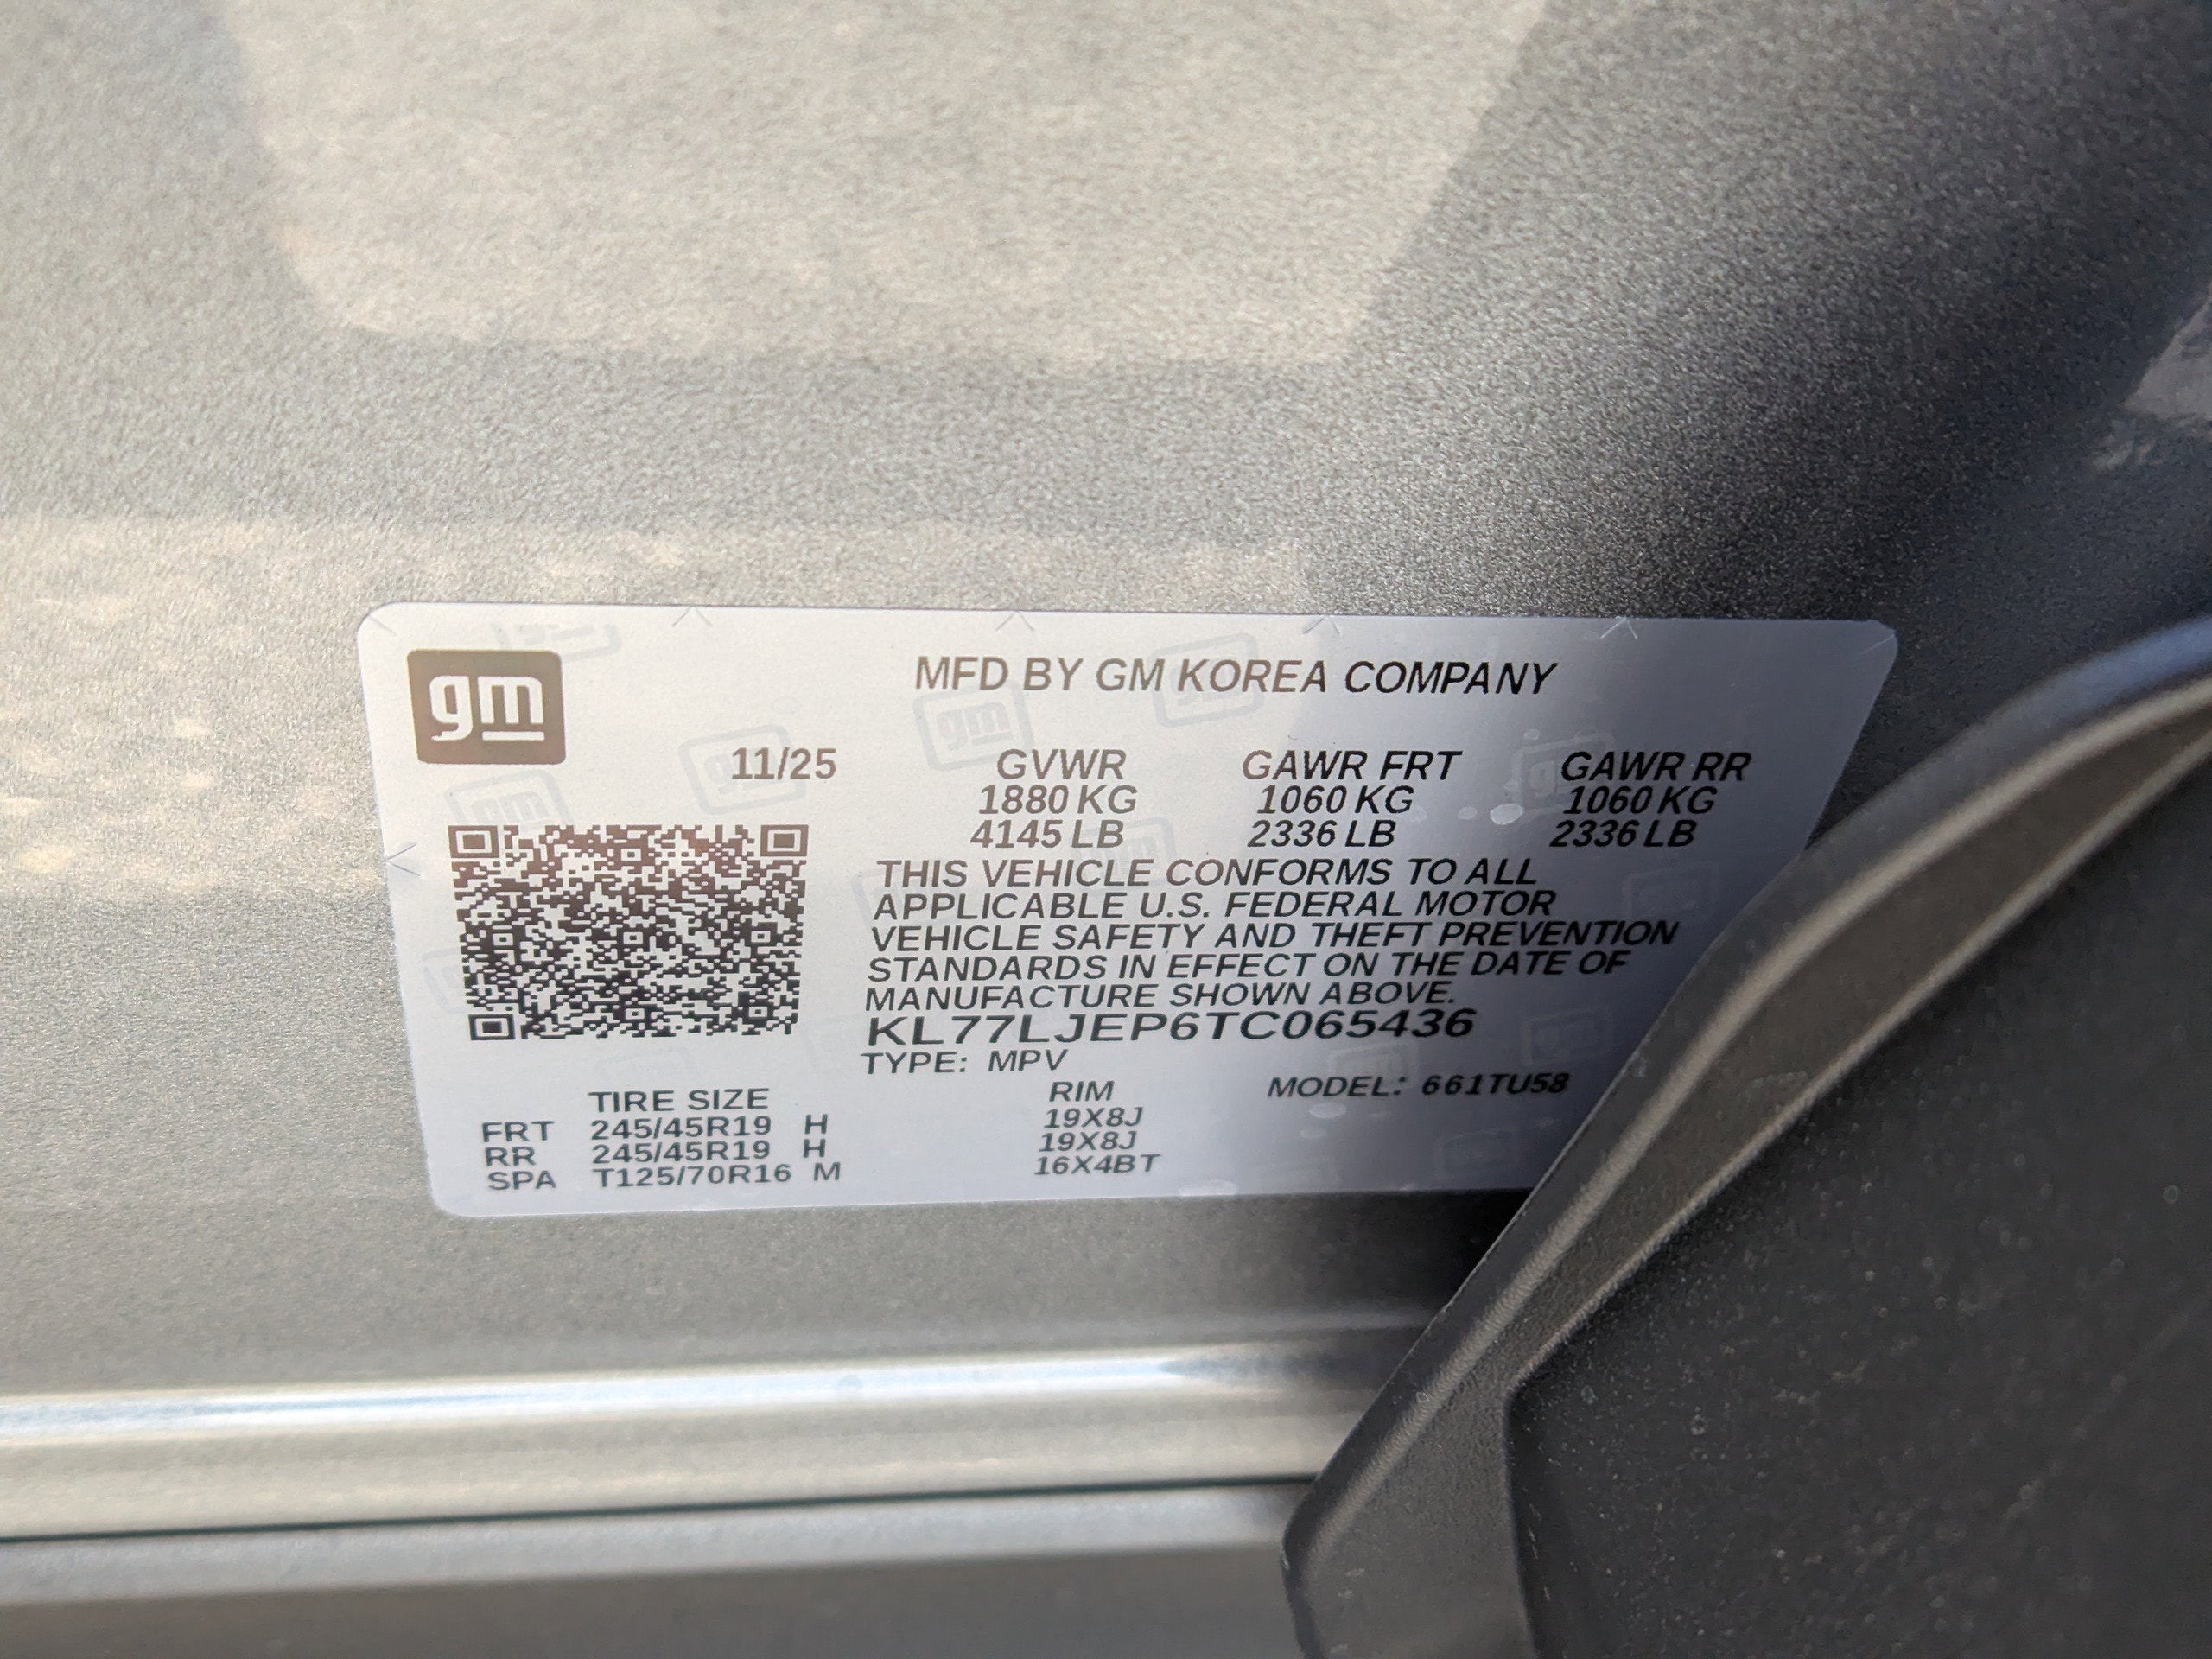 gm
MFD BY GM KOREA COMPANY
11/25 GVWR GAWR FRT GAWR RR
1880 KG 1060 KG 1060 KG
4145 LB 2336 LB 2336 LB
THIS VEHICLE CONFORMS TO ALL
APPLICABLE U.S. FEDERAL MOTOR
VEHICLE SAFETY AND THEFT PREVENTION
STANDARDS IN EFFECT ON THE DATE OF
MANUFACTURE SHOWN ABOVE.
KL77LJEP6TC065436
TYPE: MPV
MODEL: 661TU58
TIRE SIZE RIM
FRT 245/45R19 H 19X8J
RR 245/45R19 H 19X8J
SPA T125/70R16 M 16X4BT